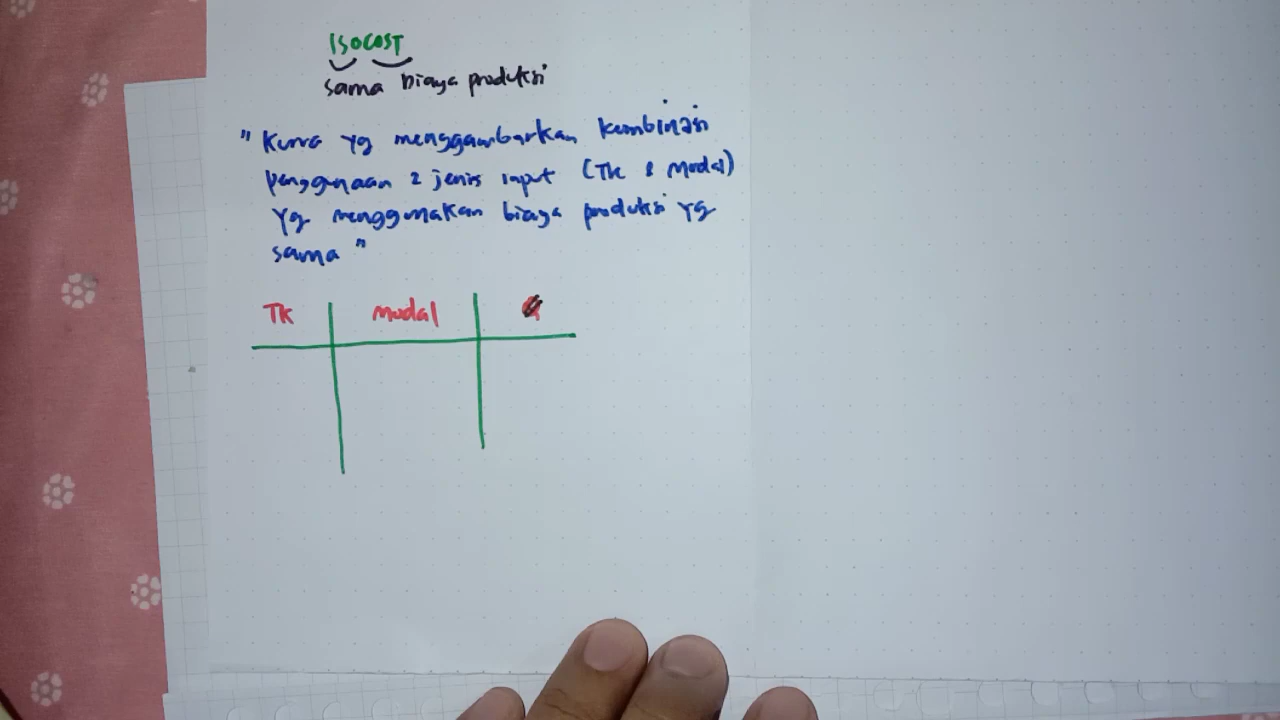 ISOCOST
sama biaya produksi
" Kurva yg menggambarkan kombinasi
penggunaan 2 jenis input (Tk & Modal)
yg menggunakan biaya produksi yg
sama "
Tk modal